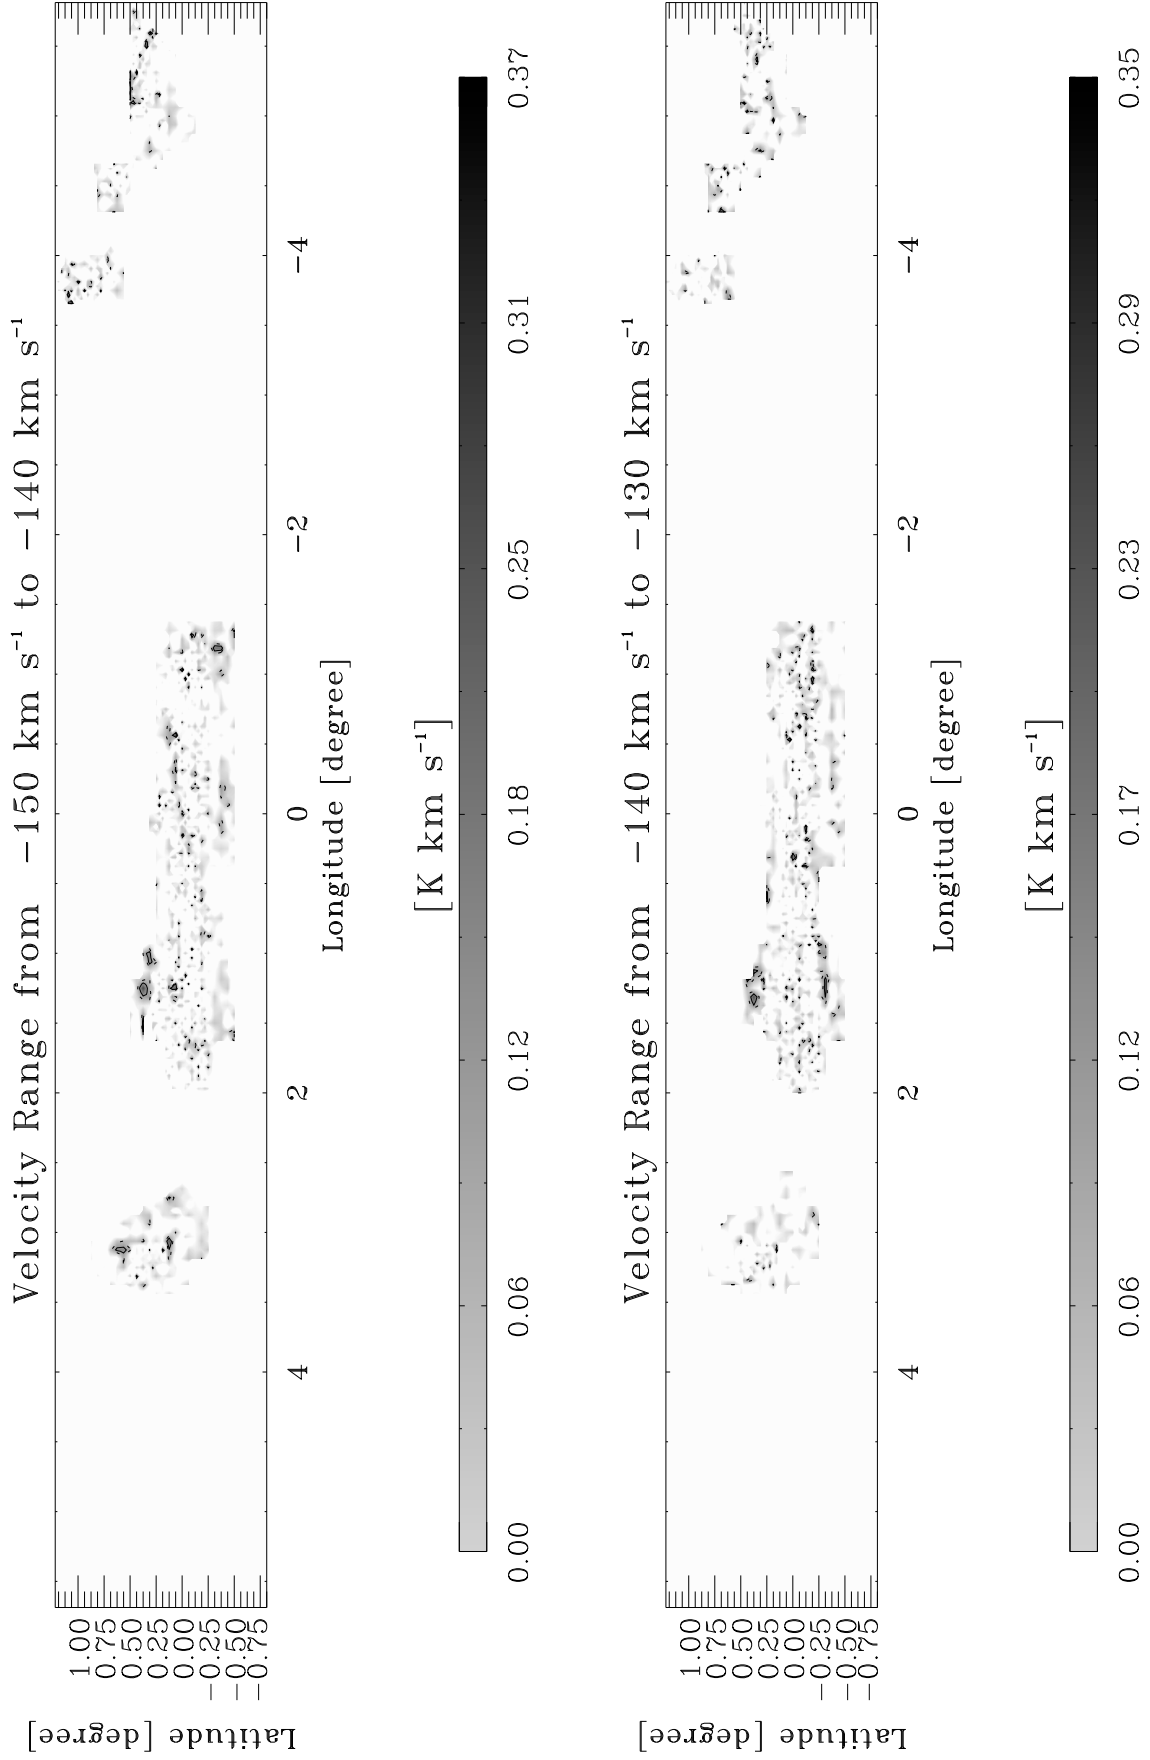 Velocity Range from −150 km s⁻¹ to −140 km s⁻¹
1.00
0.75
0.50
0.25
0.00
−0.25
−0.50
−0.75
Latitude [degree]
4 2 0 −2 −4
Longitude [degree]
[K km s⁻¹]
0.00 0.06 0.12 0.18 0.25 0.31 0.37
Velocity Range from −140 km s⁻¹ to −130 km s⁻¹
1.00
0.75
0.50
0.25
0.00
−0.25
−0.50
−0.75
Latitude [degree]
4 2 0 −2 −4
Longitude [degree]
[K km s⁻¹]
0.00 0.06 0.12 0.17 0.23 0.29 0.35